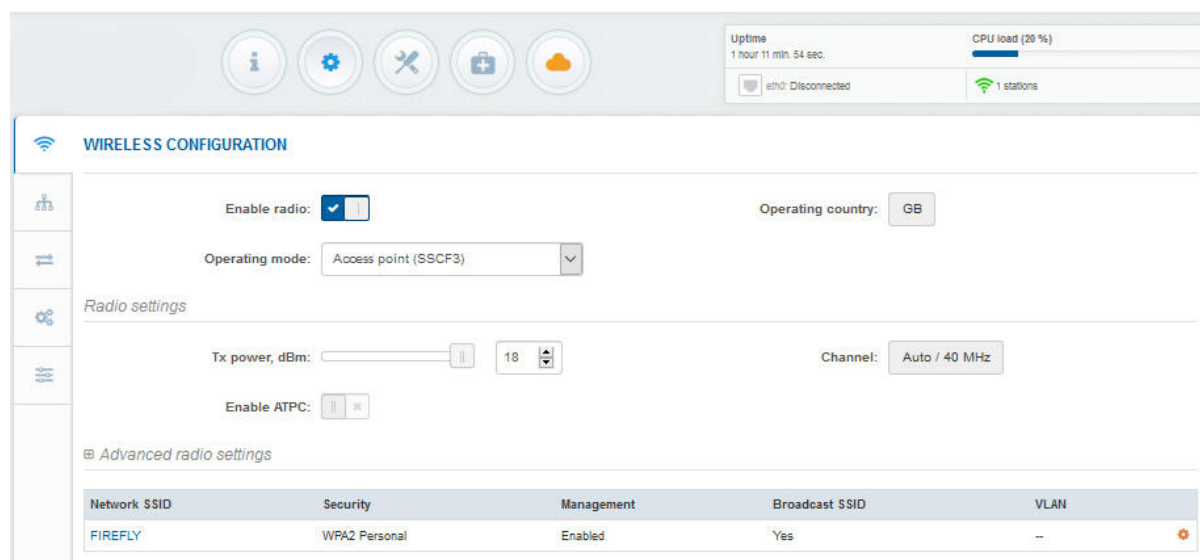 Uptime
CPU load (20 %)
1 hour 11 min. 54 sec.
eth0: Disconnected
1 stations
WIRELESS CONFIGURATION
Enable radio:
Operating country: GB
Operating mode: Access point (SSCF3)
Radio settings
Tx power, dBm: 18
Channel: Auto / 40 MHz
Enable ATPC:
Advanced radio settings
Network SSID Security Management Broadcast SSID VLAN
FIREFLY WPA2 Personal Enabled Yes --